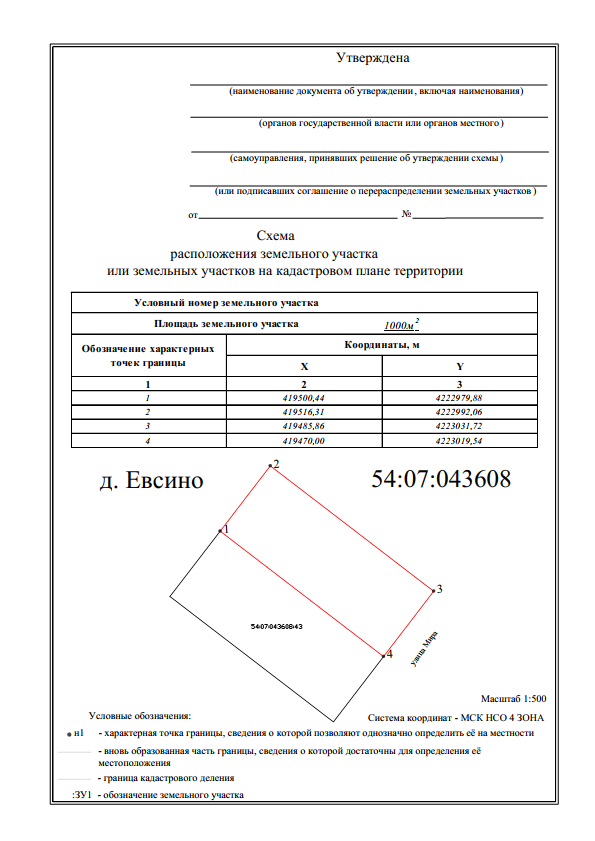 Утверждена
(наименование документа об утверждении, включая наименования)
(органов государственной власти или органов местного)
(самоуправления, принявших решение об утверждении схемы)
(или подписавших соглашение о перераспределении земельных участков)
от №
Схема
расположения земельного участка
или земельных участков на кадастровом плане территории
Условный номер земельного участка
Площадь земельного участка 1000м²
Обозначение характерных точек границы Координаты, м
X Y
1 2 3
1 419500,44 4222979,88
2 419516,31 4222992,06
3 419485,86 4223031,72
4 419470,00 4223019,54
д. Евсино 54:07:043608
2
1
3
54:07:043608:43
4
улица Мира
Масштаб 1:500
Условные обозначения:
Система координат - МСК НСО 4 ЗОНА
н1 - характерная точка границы, сведения о которой позволяют однозначно определить её на местности
- вновь образованная часть границы, сведения о которой достаточны для определения её
местоположения
- граница кадастрового деления
:ЗУ1 - обозначение земельного участка